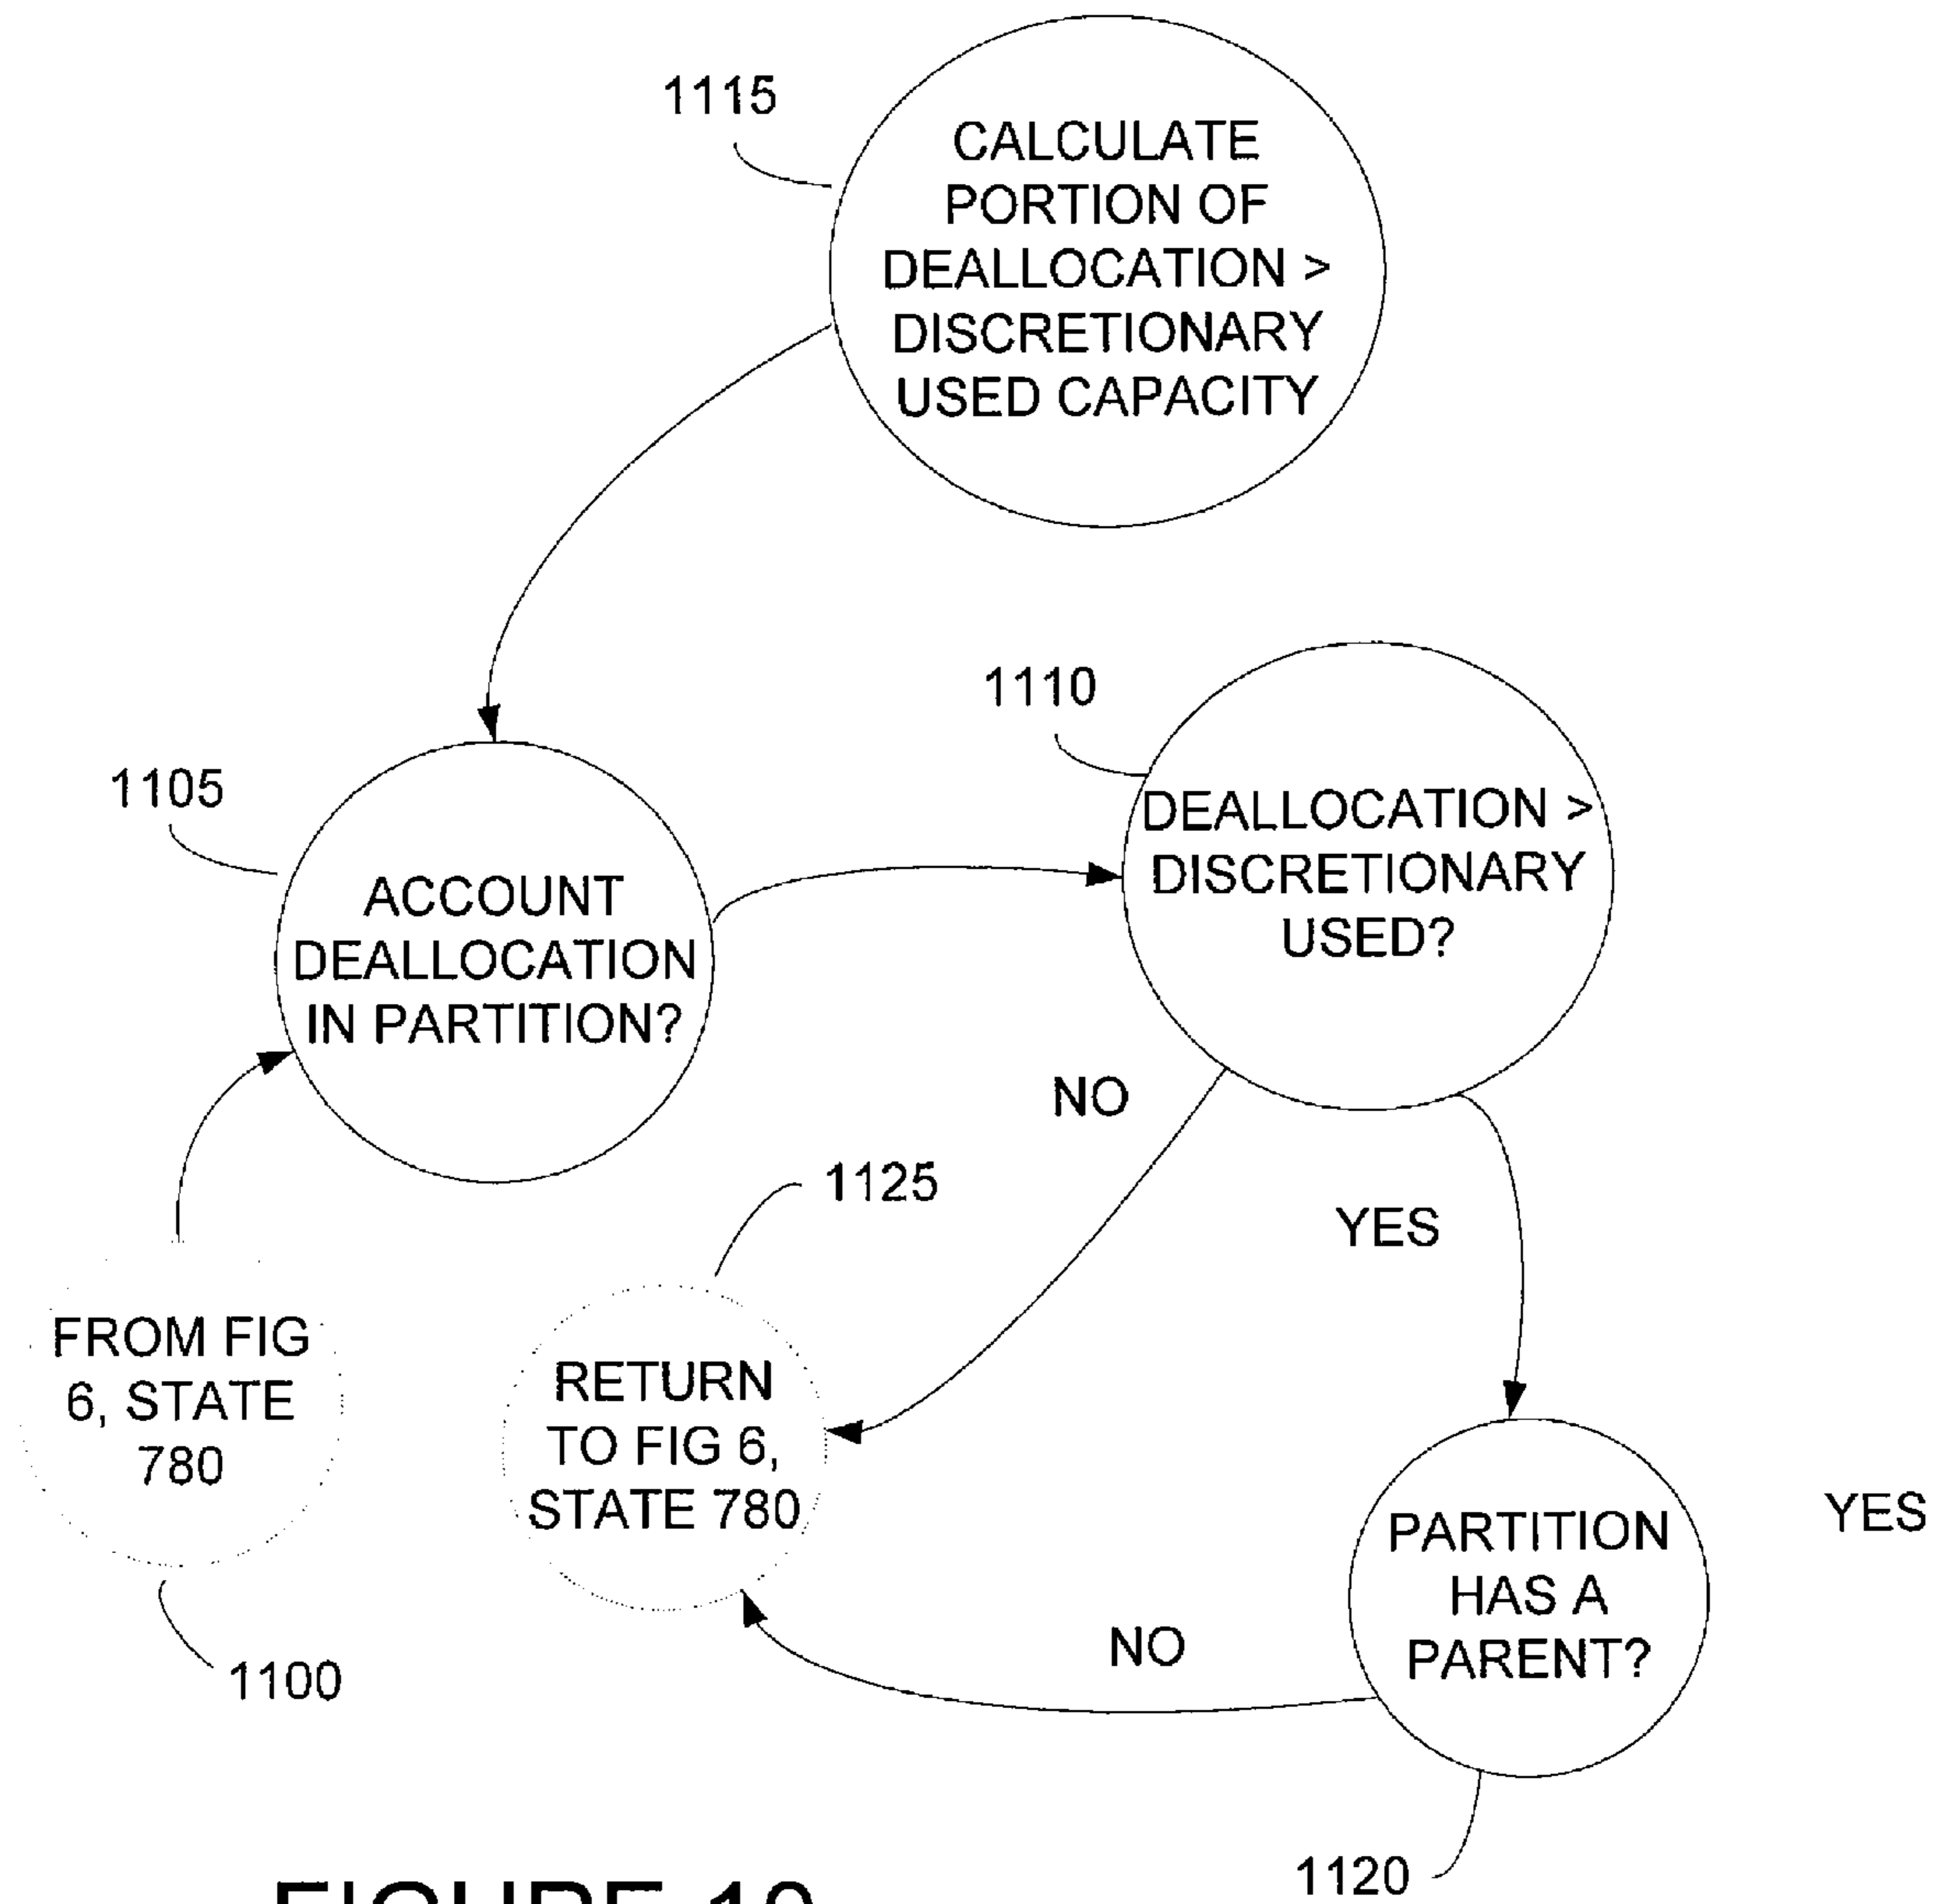 1115
CALCULATE
PORTION OF
DEALLOCATION >
DISCRETIONARY
USED CAPACITY
1110
DEALLOCATION >
DISCRETIONARY
USED?
1105
ACCOUNT
DEALLOCATION
IN PARTITION?
NO
1125
YES
FROM FIG
6, STATE
780
RETURN
TO FIG 6,
STATE 780
YES
PARTITION
HAS A
PARENT?
NO
1100
1120
FIGURE 10